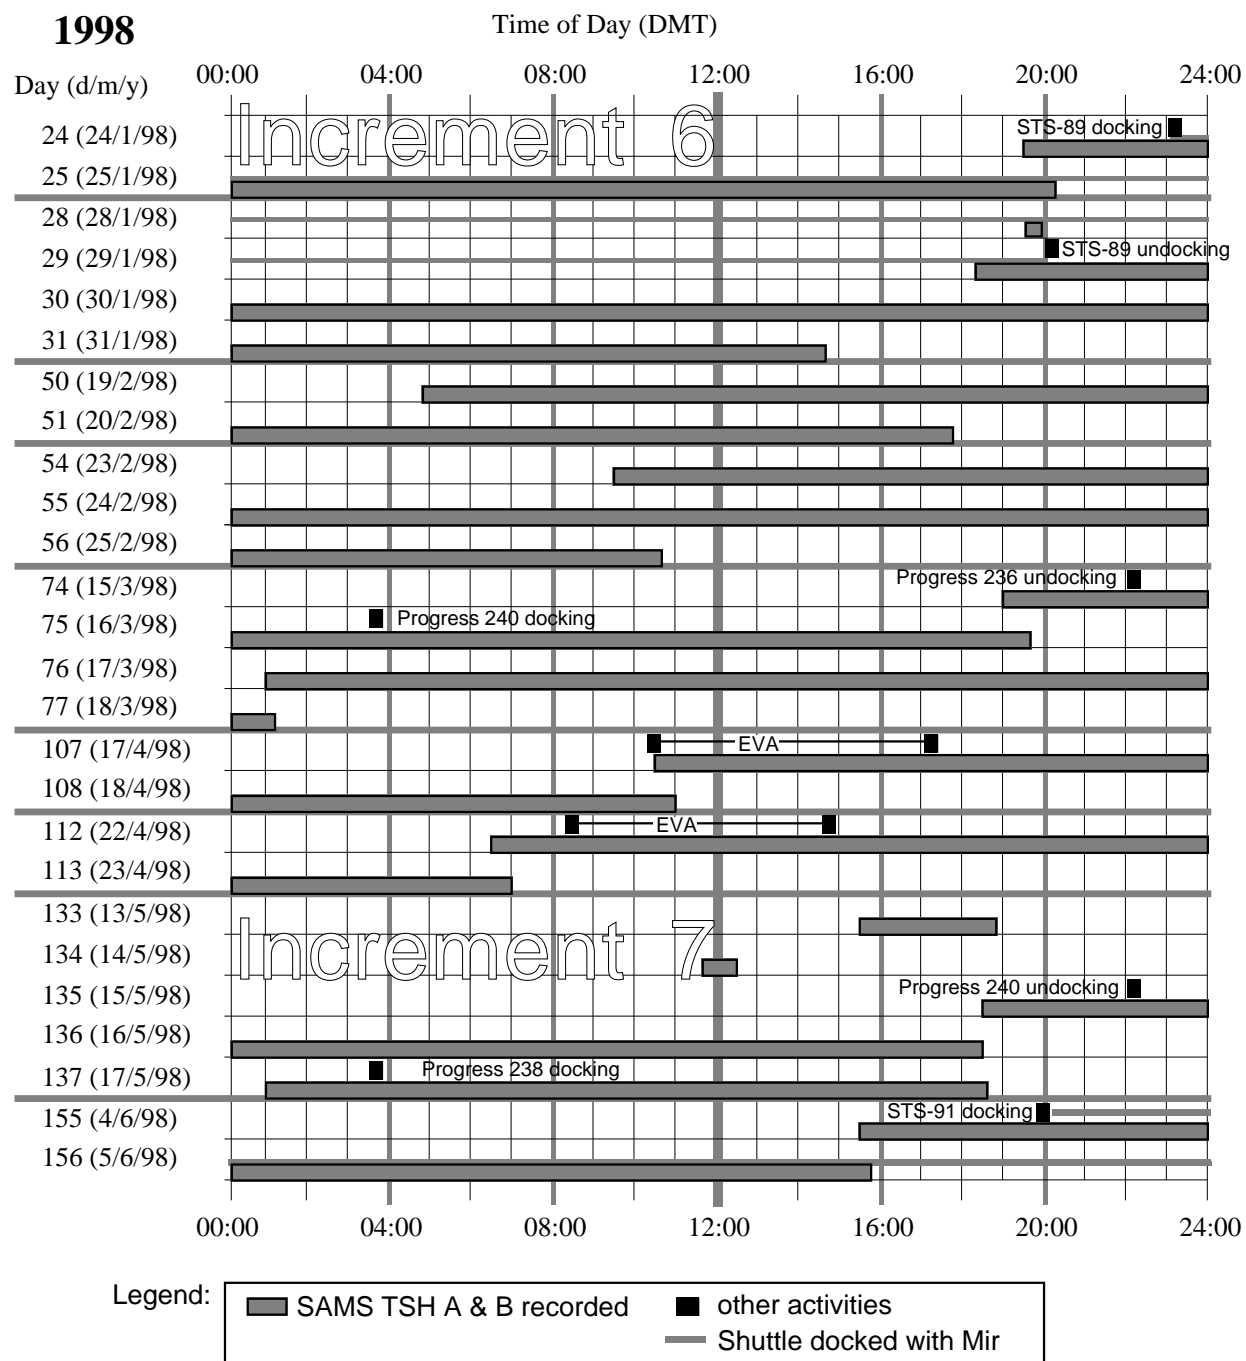 1998
Time of Day (DMT)
Day (d/m/y)
00:00 04:00 08:00 12:00 16:00 20:00 24:00
Increment 6
24 (24/1/98)
STS-89 docking
25 (25/1/98)
28 (28/1/98)
29 (29/1/98)
STS-89 undocking
30 (30/1/98)
31 (31/1/98)
50 (19/2/98)
51 (20/2/98)
54 (23/2/98)
55 (24/2/98)
56 (25/2/98)
74 (15/3/98)
Progress 236 undocking
75 (16/3/98)
Progress 240 docking
76 (17/3/98)
77 (18/3/98)
107 (17/4/98)
EVA
108 (18/4/98)
112 (22/4/98)
EVA
113 (23/4/98)
133 (13/5/98)
Increment 7
134 (14/5/98)
135 (15/5/98)
Progress 240 undocking
136 (16/5/98)
137 (17/5/98)
Progress 238 docking
155 (4/6/98)
STS-91 docking
156 (5/6/98)
00:00 04:00 08:00 12:00 16:00 20:00 24:00
Legend:
SAMS TSH A & B recorded
other activities
Shuttle docked with Mir